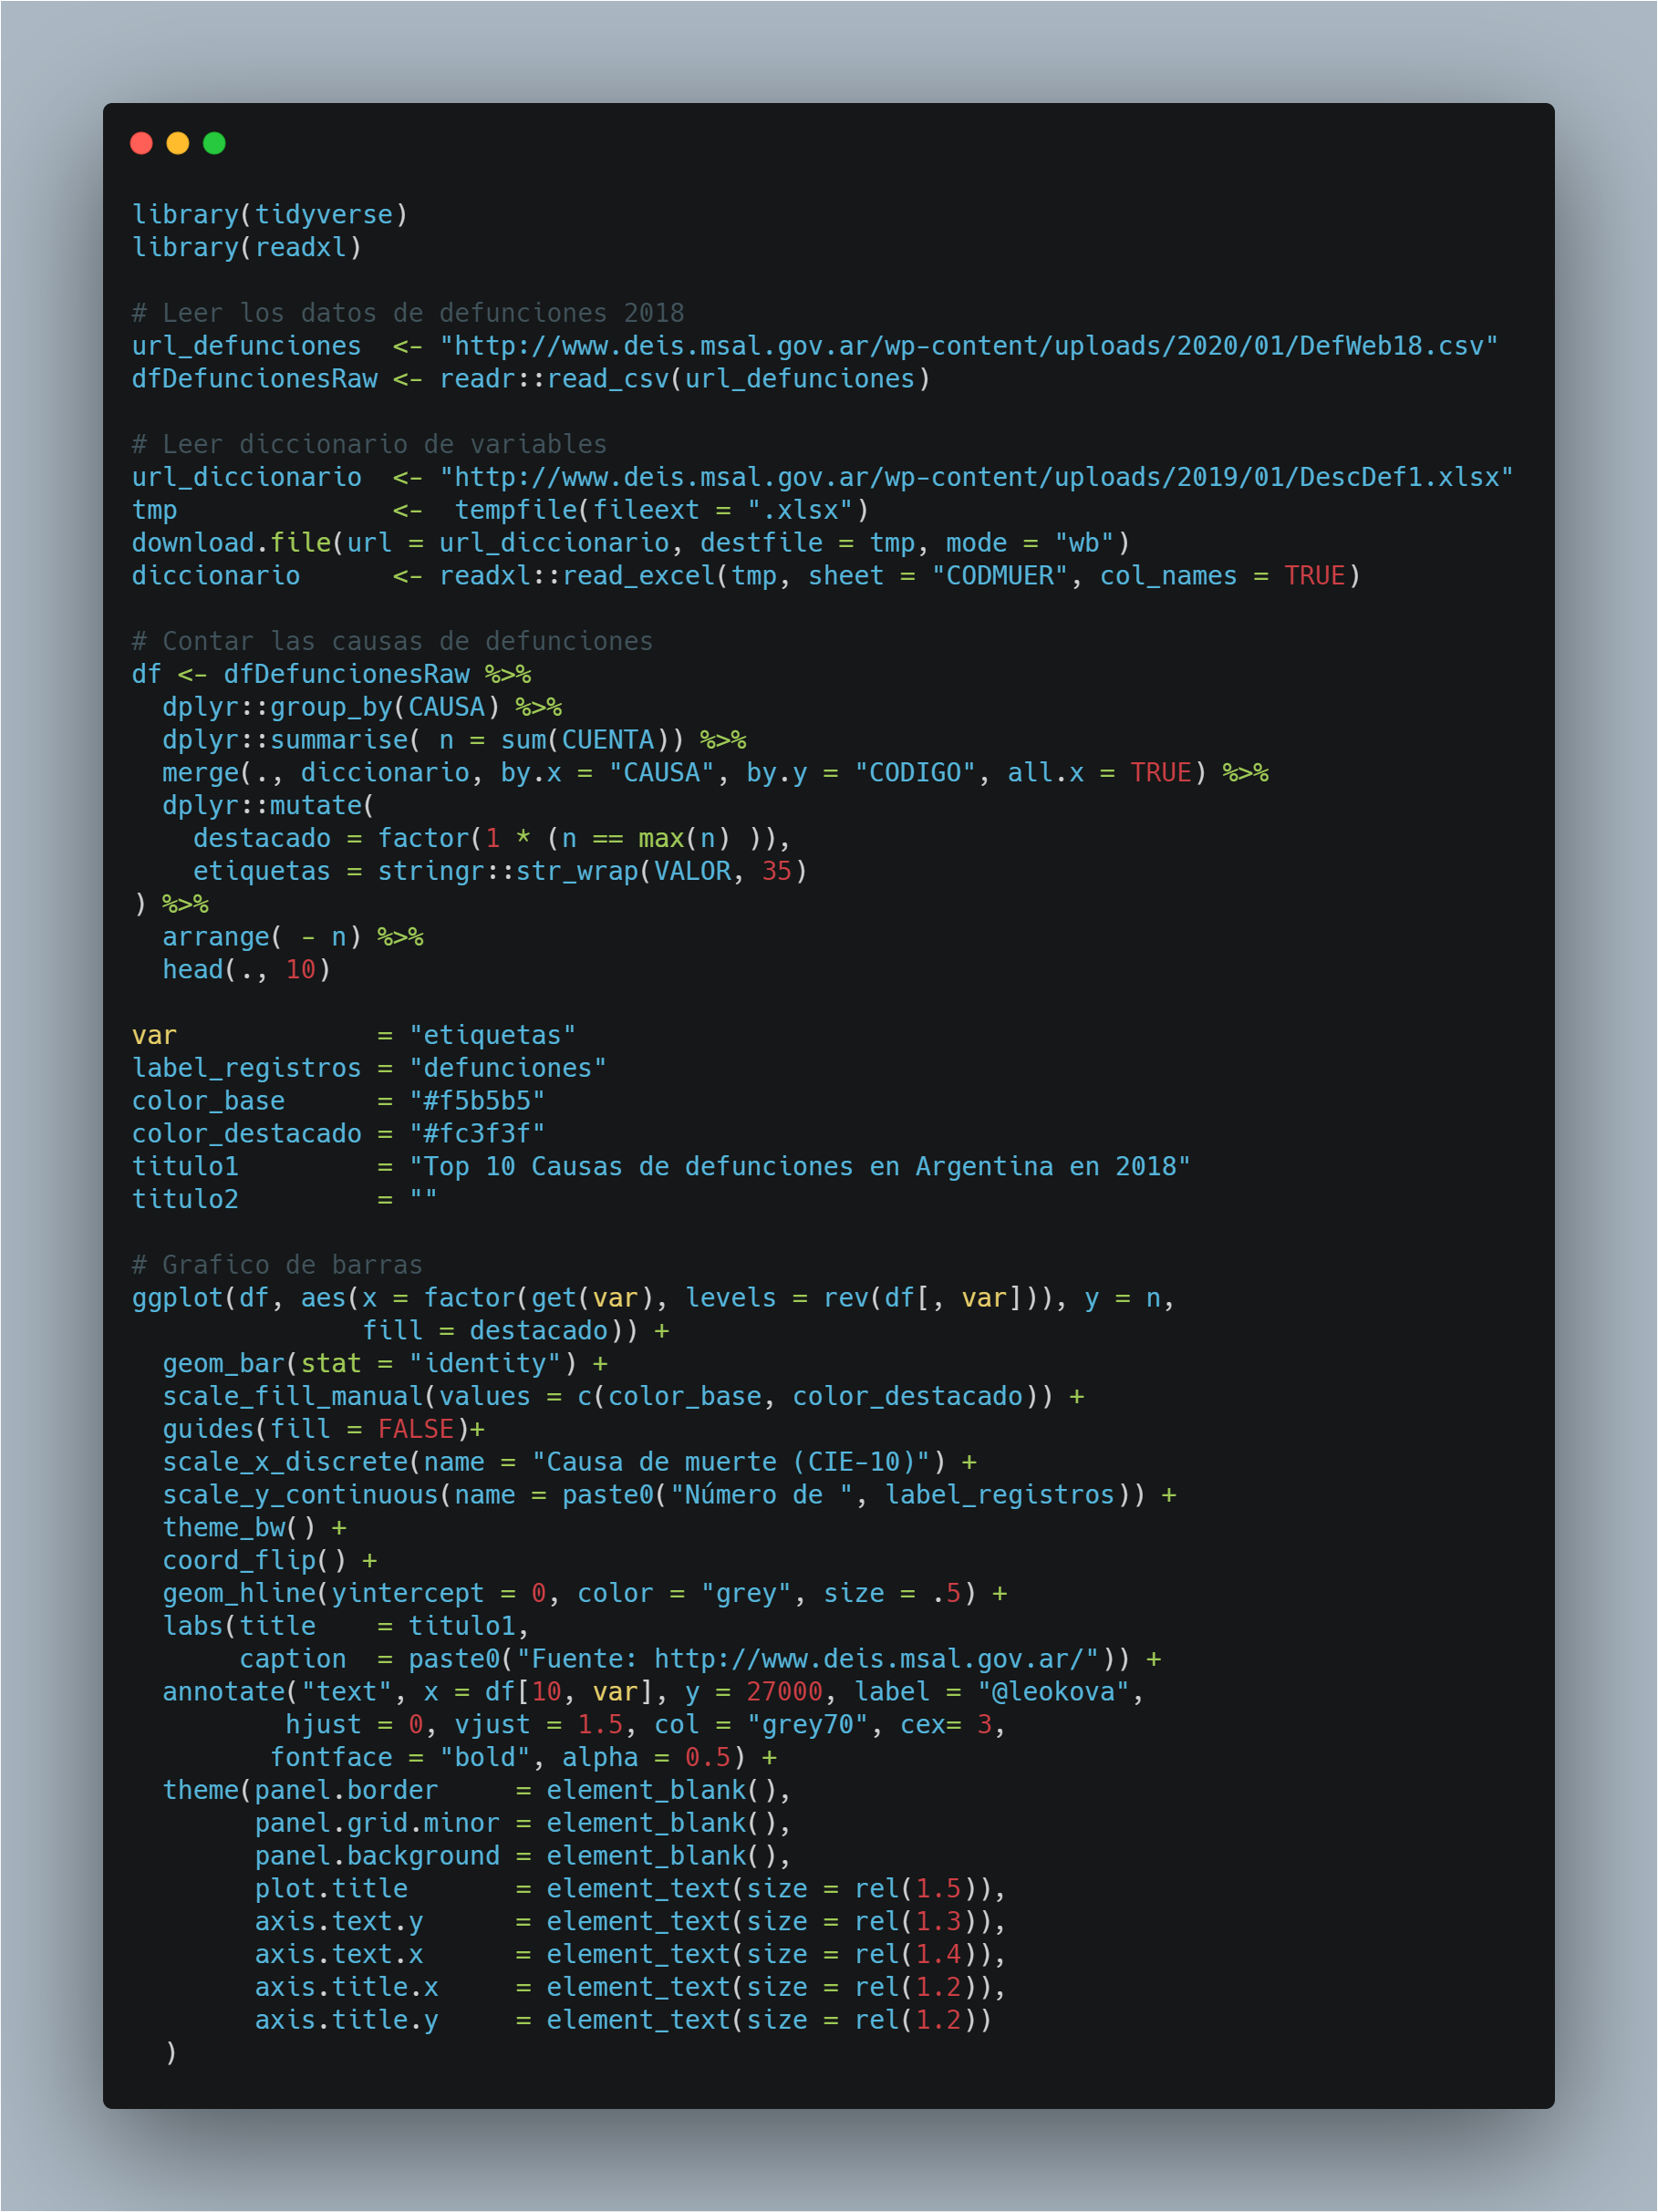 library(tidyverse)
library(readxl)

# Leer los datos de defunciones 2018
url_defunciones  <- "http://www.deis.msal.gov.ar/wp-content/uploads/2020/01/DefWeb18.csv"
dfDefuncionesRaw <- readr::read_csv(url_defunciones)

# Leer diccionario de variables
url_diccionario  <- "http://www.deis.msal.gov.ar/wp-content/uploads/2019/01/DescDef1.xlsx"
tmp              <-  tempfile(fileext = ".xlsx")
download.file(url = url_diccionario, destfile = tmp, mode = "wb")
diccionario      <- readxl::read_excel(tmp, sheet = "CODMUER", col_names = TRUE)

# Contar las causas de defunciones
df <- dfDefuncionesRaw %>%
  dplyr::group_by(CAUSA) %>%
  dplyr::summarise( n = sum(CUENTA)) %>%
  merge(., diccionario, by.x = "CAUSA", by.y = "CODIGO", all.x = TRUE) %>%
  dplyr::mutate(
    destacado = factor(1 * (n == max(n) )),
    etiquetas = stringr::str_wrap(VALOR, 35)
) %>%
  arrange( - n) %>%
  head(., 10)

var             = "etiquetas"
label_registros = "defunciones"
color_base      = "#f5b5b5"
color_destacado = "#fc3f3f"
titulo1         = "Top 10 Causas de defunciones en Argentina en 2018"
titulo2         = ""

# Grafico de barras
ggplot(df, aes(x = factor(get(var), levels = rev(df[, var])), y = n,
               fill = destacado)) +
  geom_bar(stat = "identity") +
  scale_fill_manual(values = c(color_base, color_destacado)) +
  guides(fill = FALSE)+
  scale_x_discrete(name = "Causa de muerte (CIE-10)") +
  scale_y_continuous(name = paste0("Número de ", label_registros)) +
  theme_bw() +
  coord_flip() +
  geom_hline(yintercept = 0, color = "grey", size = .5) +
  labs(title    = titulo1,
       caption  = paste0("Fuente: http://www.deis.msal.gov.ar/")) +
  annotate("text", x = df[10, var], y = 27000, label = "@leokova",
          hjust = 0, vjust = 1.5, col = "grey70", cex= 3,
         fontface = "bold", alpha = 0.5) +
  theme(panel.border     = element_blank(),
        panel.grid.minor = element_blank(),
        panel.background = element_blank(),
        plot.title       = element_text(size = rel(1.5)),
        axis.text.y      = element_text(size = rel(1.3)),
        axis.text.x      = element_text(size = rel(1.4)),
        axis.title.x     = element_text(size = rel(1.2)),
        axis.title.y     = element_text(size = rel(1.2))
  )